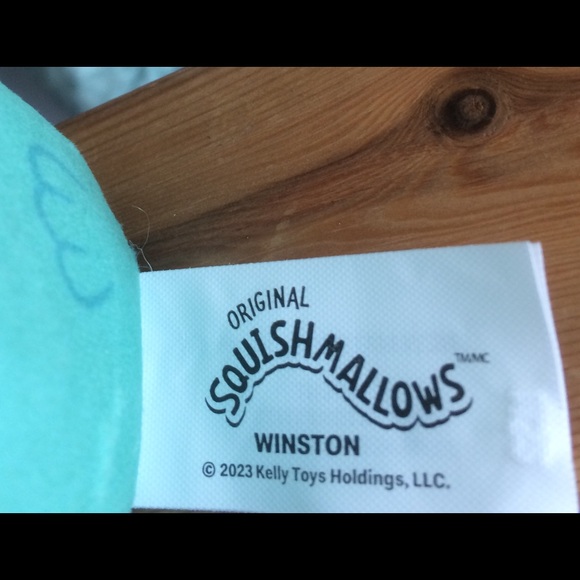 ORIGINAL
SQUISHMALLOWS TM/MC
WINSTON
© 2023 Kelly Toys Holdings, LLC.